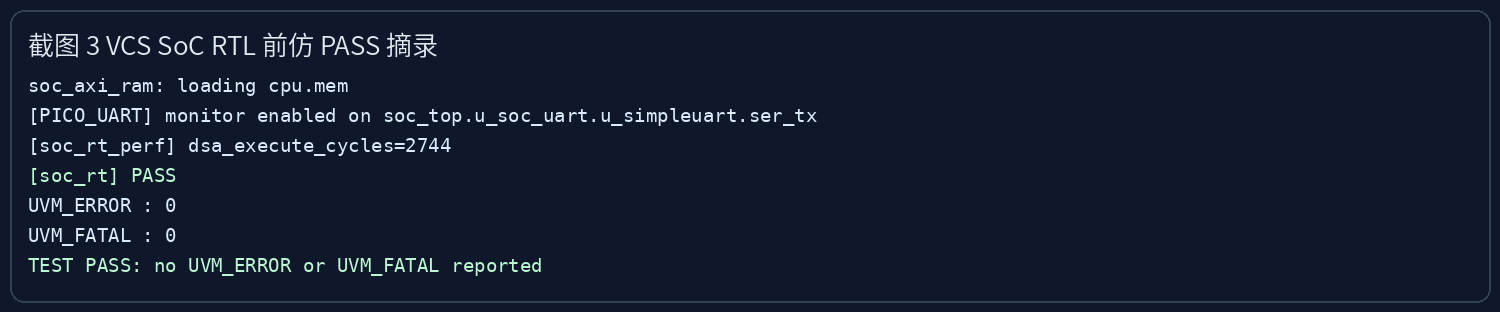 截图 3 VCS SoC RTL 前仿 PASS 摘录
soc_axi_ram: loading cpu.mem
[PICO_UART] monitor enabled on soc_top.u_soc_uart.u_simpleuart.ser_tx
[soc_rt_perf] dsa_execute_cycles=2744
[soc_rt] PASS
UVM_ERROR : 0
UVM_FATAL : 0
TEST PASS: no UVM_ERROR or UVM_FATAL reported